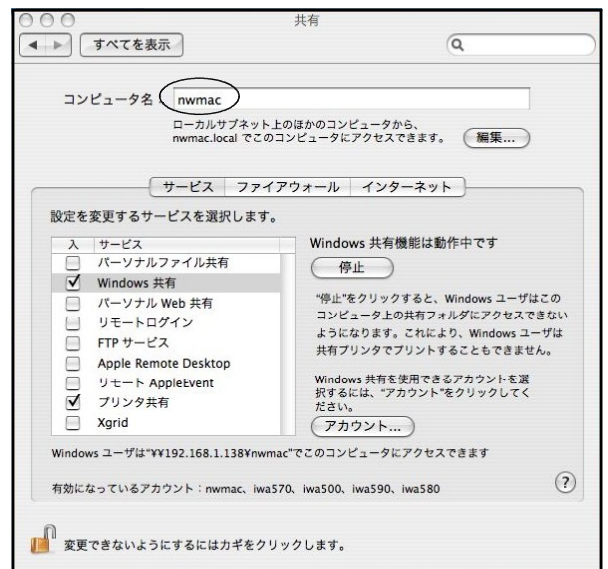 共有
すべてを表示
コンピュータ名： nwmac
ローカルサブネット上のほかのコンピュータから、
nwmac.local でこのコンピュータにアクセスできます。
編集...
サービス ファイアウォール インターネット
設定を変更するサービスを選択します。
入 サービス
パーソナルファイル共有
Windows 共有
パーソナル Web 共有
リモートログイン
FTP サービス
Apple Remote Desktop
リモート AppleEvent
プリンタ共有
Xgrid
Windows 共有機能は動作中です
停止
“停止”をクリックすると、Windows ユーザはこの
コンピュータ上の共有フォルダにアクセスできない
ようになります。これにより、Windows ユーザは
共有プリンタでプリントすることもできません。
Windows 共有を使用できるアカウントを選
択するには、“アカウント”をクリックしてく
ださい。
アカウント...
Windows ユーザは“¥¥192.168.1.138¥nwmac”でこのコンピュータにアクセスできます
有効になっているアカウント：nwmac、iwa570、iwa500、iwa590、iwa580
?
変更できないようにするにはカギをクリックします。